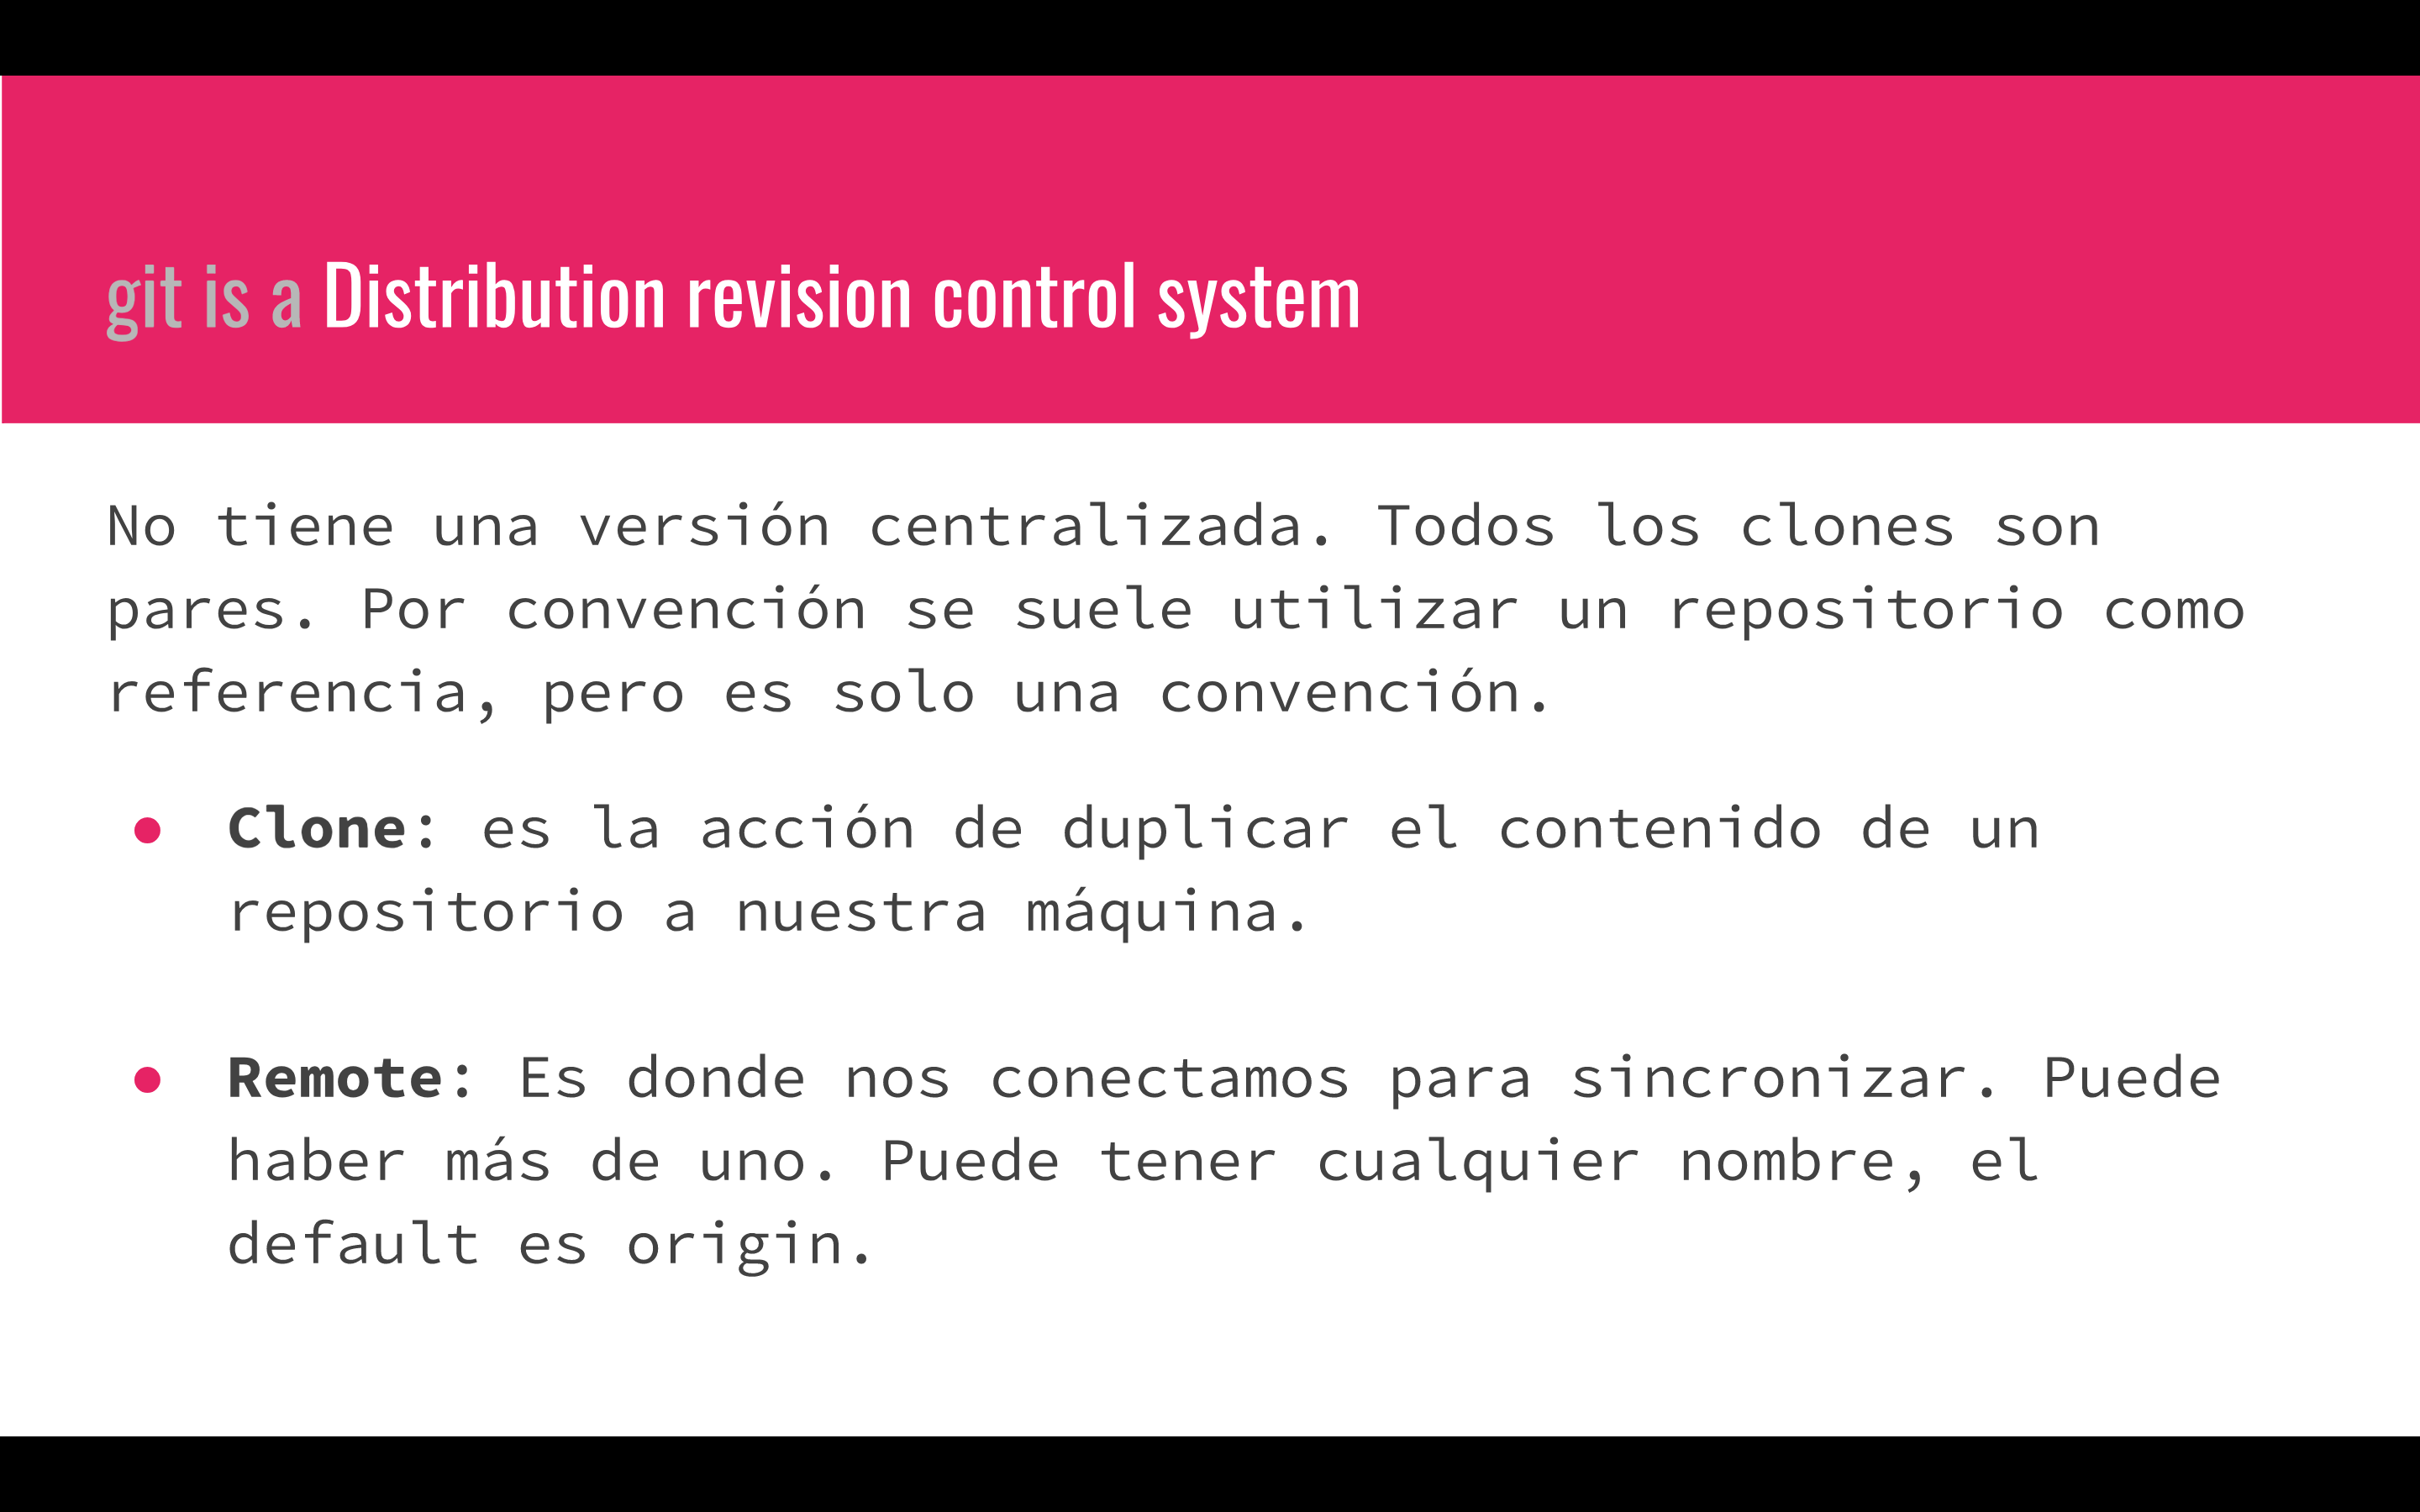 git is a Distribution revision control system
No tiene una versión centralizada. Todos los clones son
pares. Por convención se suele utilizar un repositorio como
referencia, pero es solo una convención.
Clone: es la acción de duplicar el contenido de un
repositorio a nuestra máquina.
Remote: Es donde nos conectamos para sincronizar. Puede
haber más de uno. Puede tener cualquier nombre, el
default es origin.